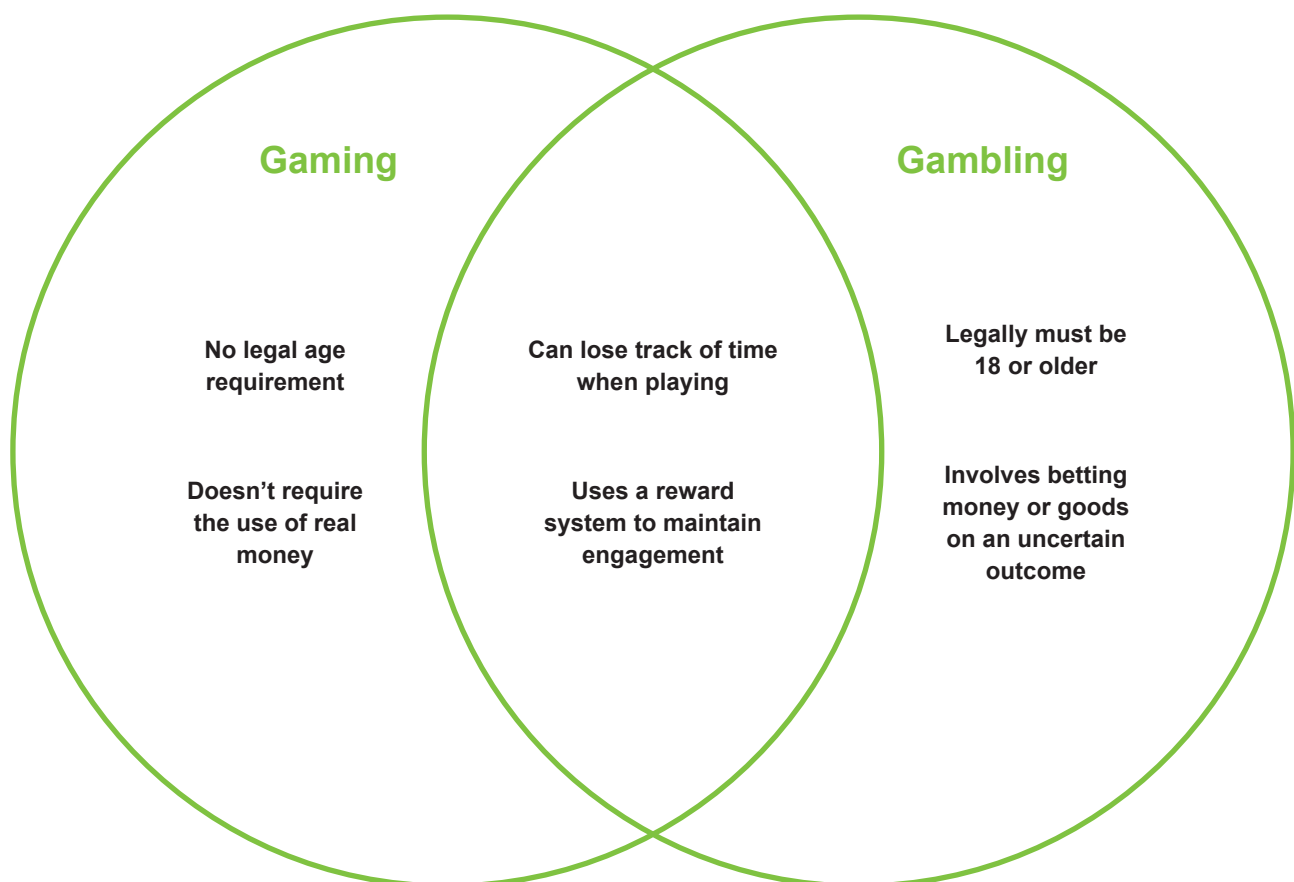 Gaming
Gambling
No legal age
requirement
Doesn’t require
the use of real
money
Can lose track of time
when playing
Uses a reward
system to maintain
engagement
Legally must be
18 or older
Involves betting
money or goods
on an uncertain
outcome